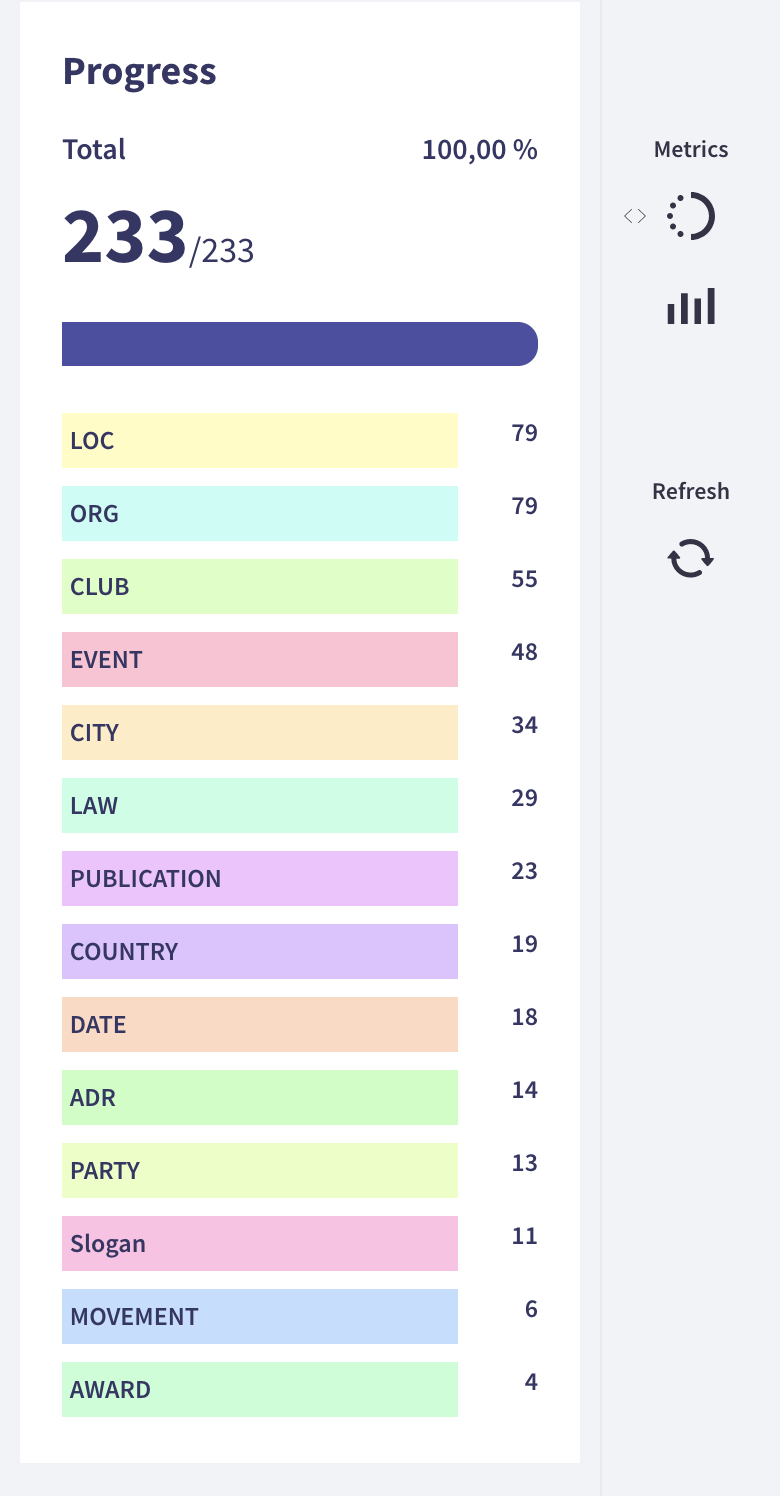 Progress
Total 100,00 %
Metrics
233/233
LOC 79
Refresh
ORG 79
CLUB 55
EVENT 48
CITY 34
LAW 29
PUBLICATION 23
COUNTRY 19
DATE 18
ADR 14
PARTY 13
Slogan 11
MOVEMENT 6
AWARD 4